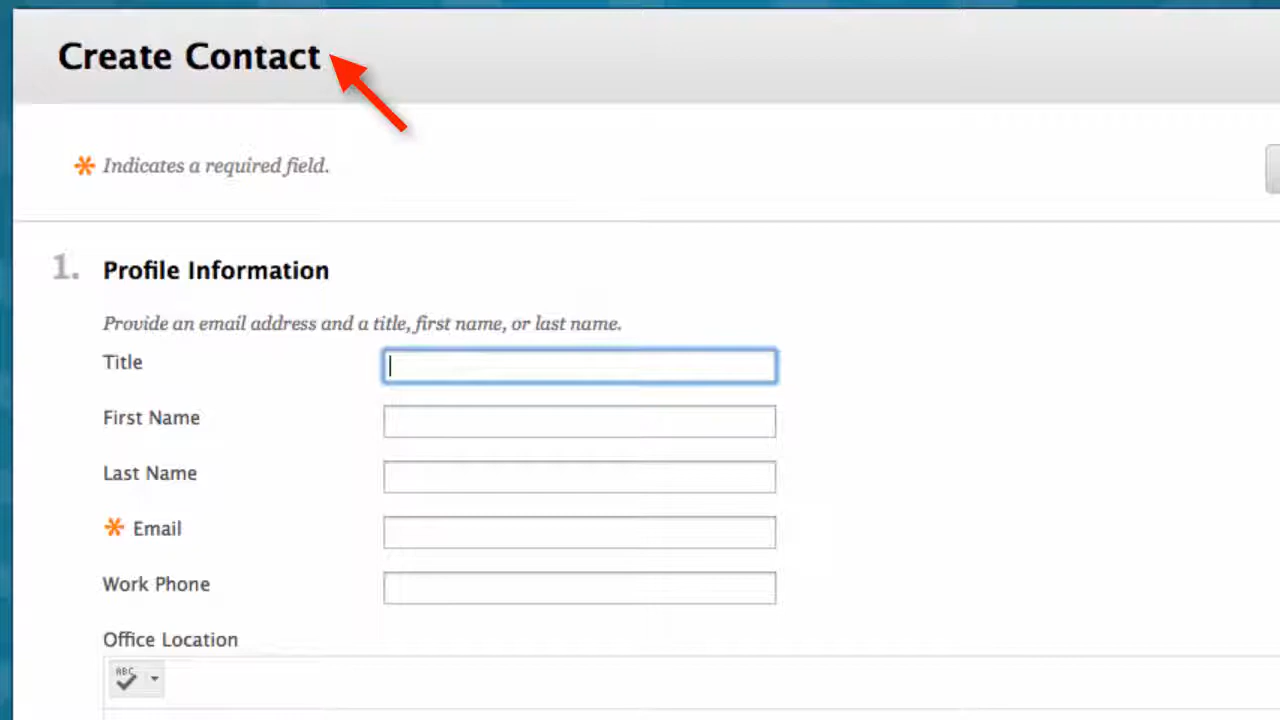 Create Contact
* Indicates a required field.
1. Profile Information
Provide an email address and a title, first name, or last name.
Title
First Name
Last Name
* Email
Work Phone
Office Location
ABC